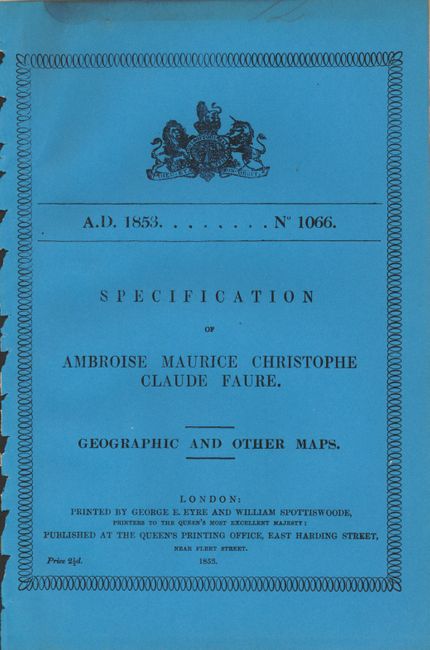 A.D. 1853. . . . . . . . Nº 1066.
SPECIFICATION
OF
AMBROISE MAURICE CHRISTOPHE
CLAUDE FAURE.
GEOGRAPHIC AND OTHER MAPS.
LONDON:
PRINTED BY GEORGE E. EYRE AND WILLIAM SPOTTISWOODE,
PRINTERS TO THE QUEEN'S MOST EXCELLENT MAJESTY:
PUBLISHED AT THE QUEEN'S PRINTING OFFICE, EAST HARDING STREET,
NEAR FLEET STREET.
Price 2½d. 1853.